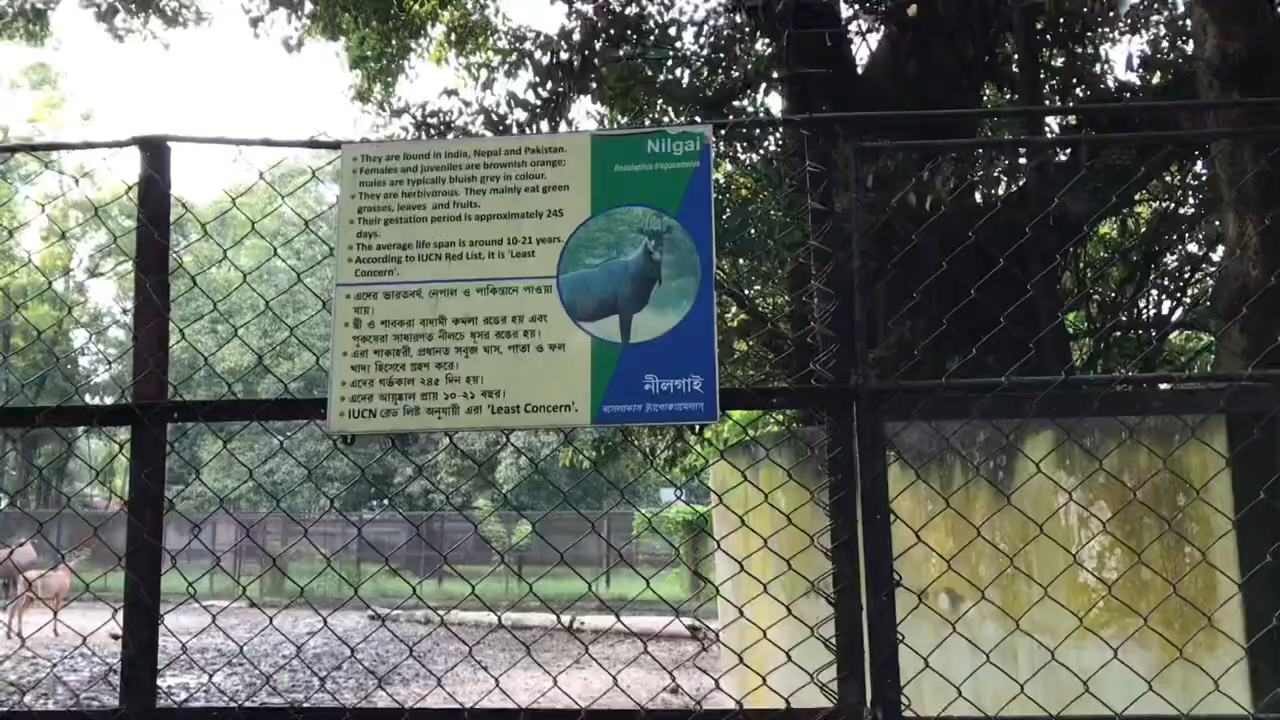 • They are found in India, Nepal and Pakistan.
• Females and juveniles are brownish orange;
males are typically bluish grey in colour.
• They are herbivorous. They mainly eat green
grasses, leaves and fruits.
• Their gestation period is approximately 245
days.
• The average life span is around 10-21 years.
• According to IUCN Red List, it is 'Least
Concern'.
Nilgai
Boselaphus tragocamelus
• এদের ভারতবর্ষ, নেপাল ও পাকিস্তানে পাওয়া
যায়।
• স্ত্রী ও শাবকরা বাদামী কমলা রঙের হয় এবং
পুরুষেরা সাধারণত নীলচে ধূসর রঙের হয়।
• এরা শাকাহরী, প্রধানত সবুজ ঘাস, পাতা ও ফল
খাদ্য হিসেবে গ্রহণ করে।
• এদের গর্ভকাল ২৪৫ দিন হয়।
• এদের আয়ুষ্কাল প্রায় ১০-২১ বছর।
• IUCN রেড লিষ্ট অনুযায়ী এরা 'Least Concern'.
নীলগাই
বসেলাফাস ট্র্যাগোক্যামেলাস